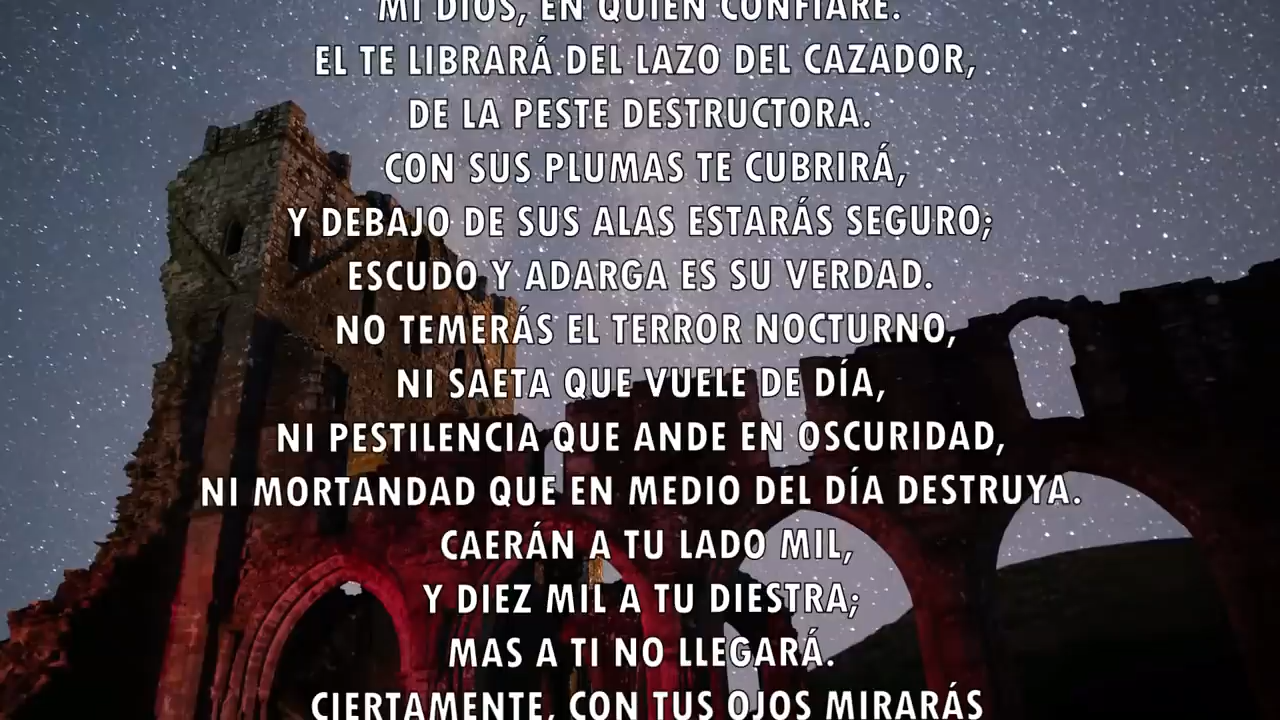 MI DIOS, EN QUIEN CONFIARÉ.
EL TE LIBRARÁ DEL LAZO DEL CAZADOR,
DE LA PESTE DESTRUCTORA.
CON SUS PLUMAS TE CUBRIRÁ,
Y DEBAJO DE SUS ALAS ESTARÁS SEGURO;
ESCUDO Y ADARGA ES SU VERDAD.
NO TEMERÁS EL TERROR NOCTURNO,
NI SAETA QUE VUELE DE DÍA,
NI PESTILENCIA QUE ANDE EN OSCURIDAD,
NI MORTANDAD QUE EN MEDIO DEL DÍA DESTRUYA.
CAERÁN A TU LADO MIL,
Y DIEZ MIL A TU DIESTRA;
MAS A TI NO LLEGARÁ.
CIERTAMENTE, CON TUS OJOS MIRARÁS